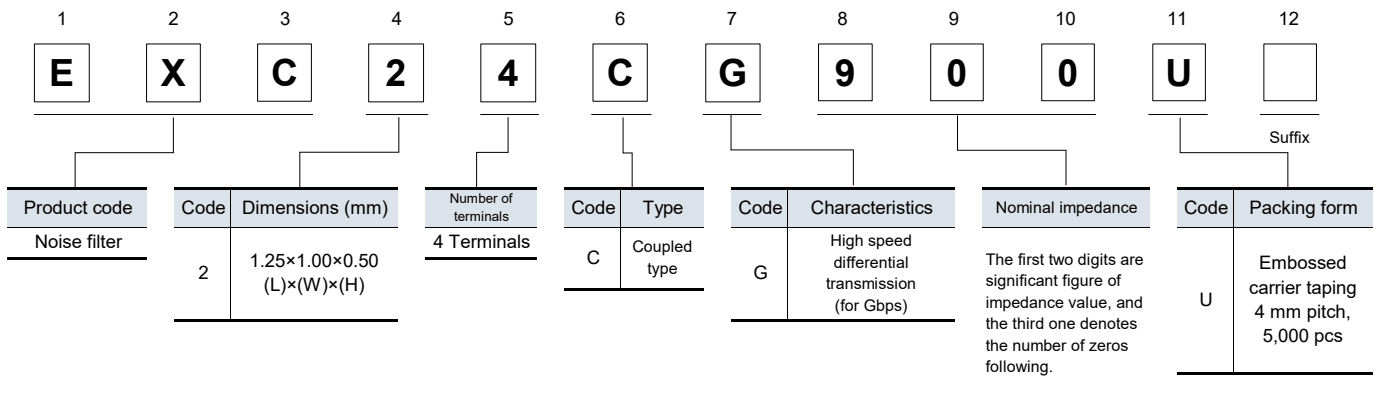 1 2 3 4 5 6 7 8 9 10 11 12
E X C 2 4 C G 9 0 0 U
Suffix
Product code
Noise filter
Code Dimensions (mm)
2
1.25×1.00×0.50
(L)×(W)×(H)
Number of
terminals
4 Terminals
Code Type
C
Coupled
type
Code Characteristics
G
High speed
differential
transmission
(for Gbps)
Nominal impedance
The first two digits are
significant figure of
impedance value, and
the third one denotes
the number of zeros
following.
Code Packing form
U
Embossed
carrier taping
4 mm pitch,
5,000 pcs